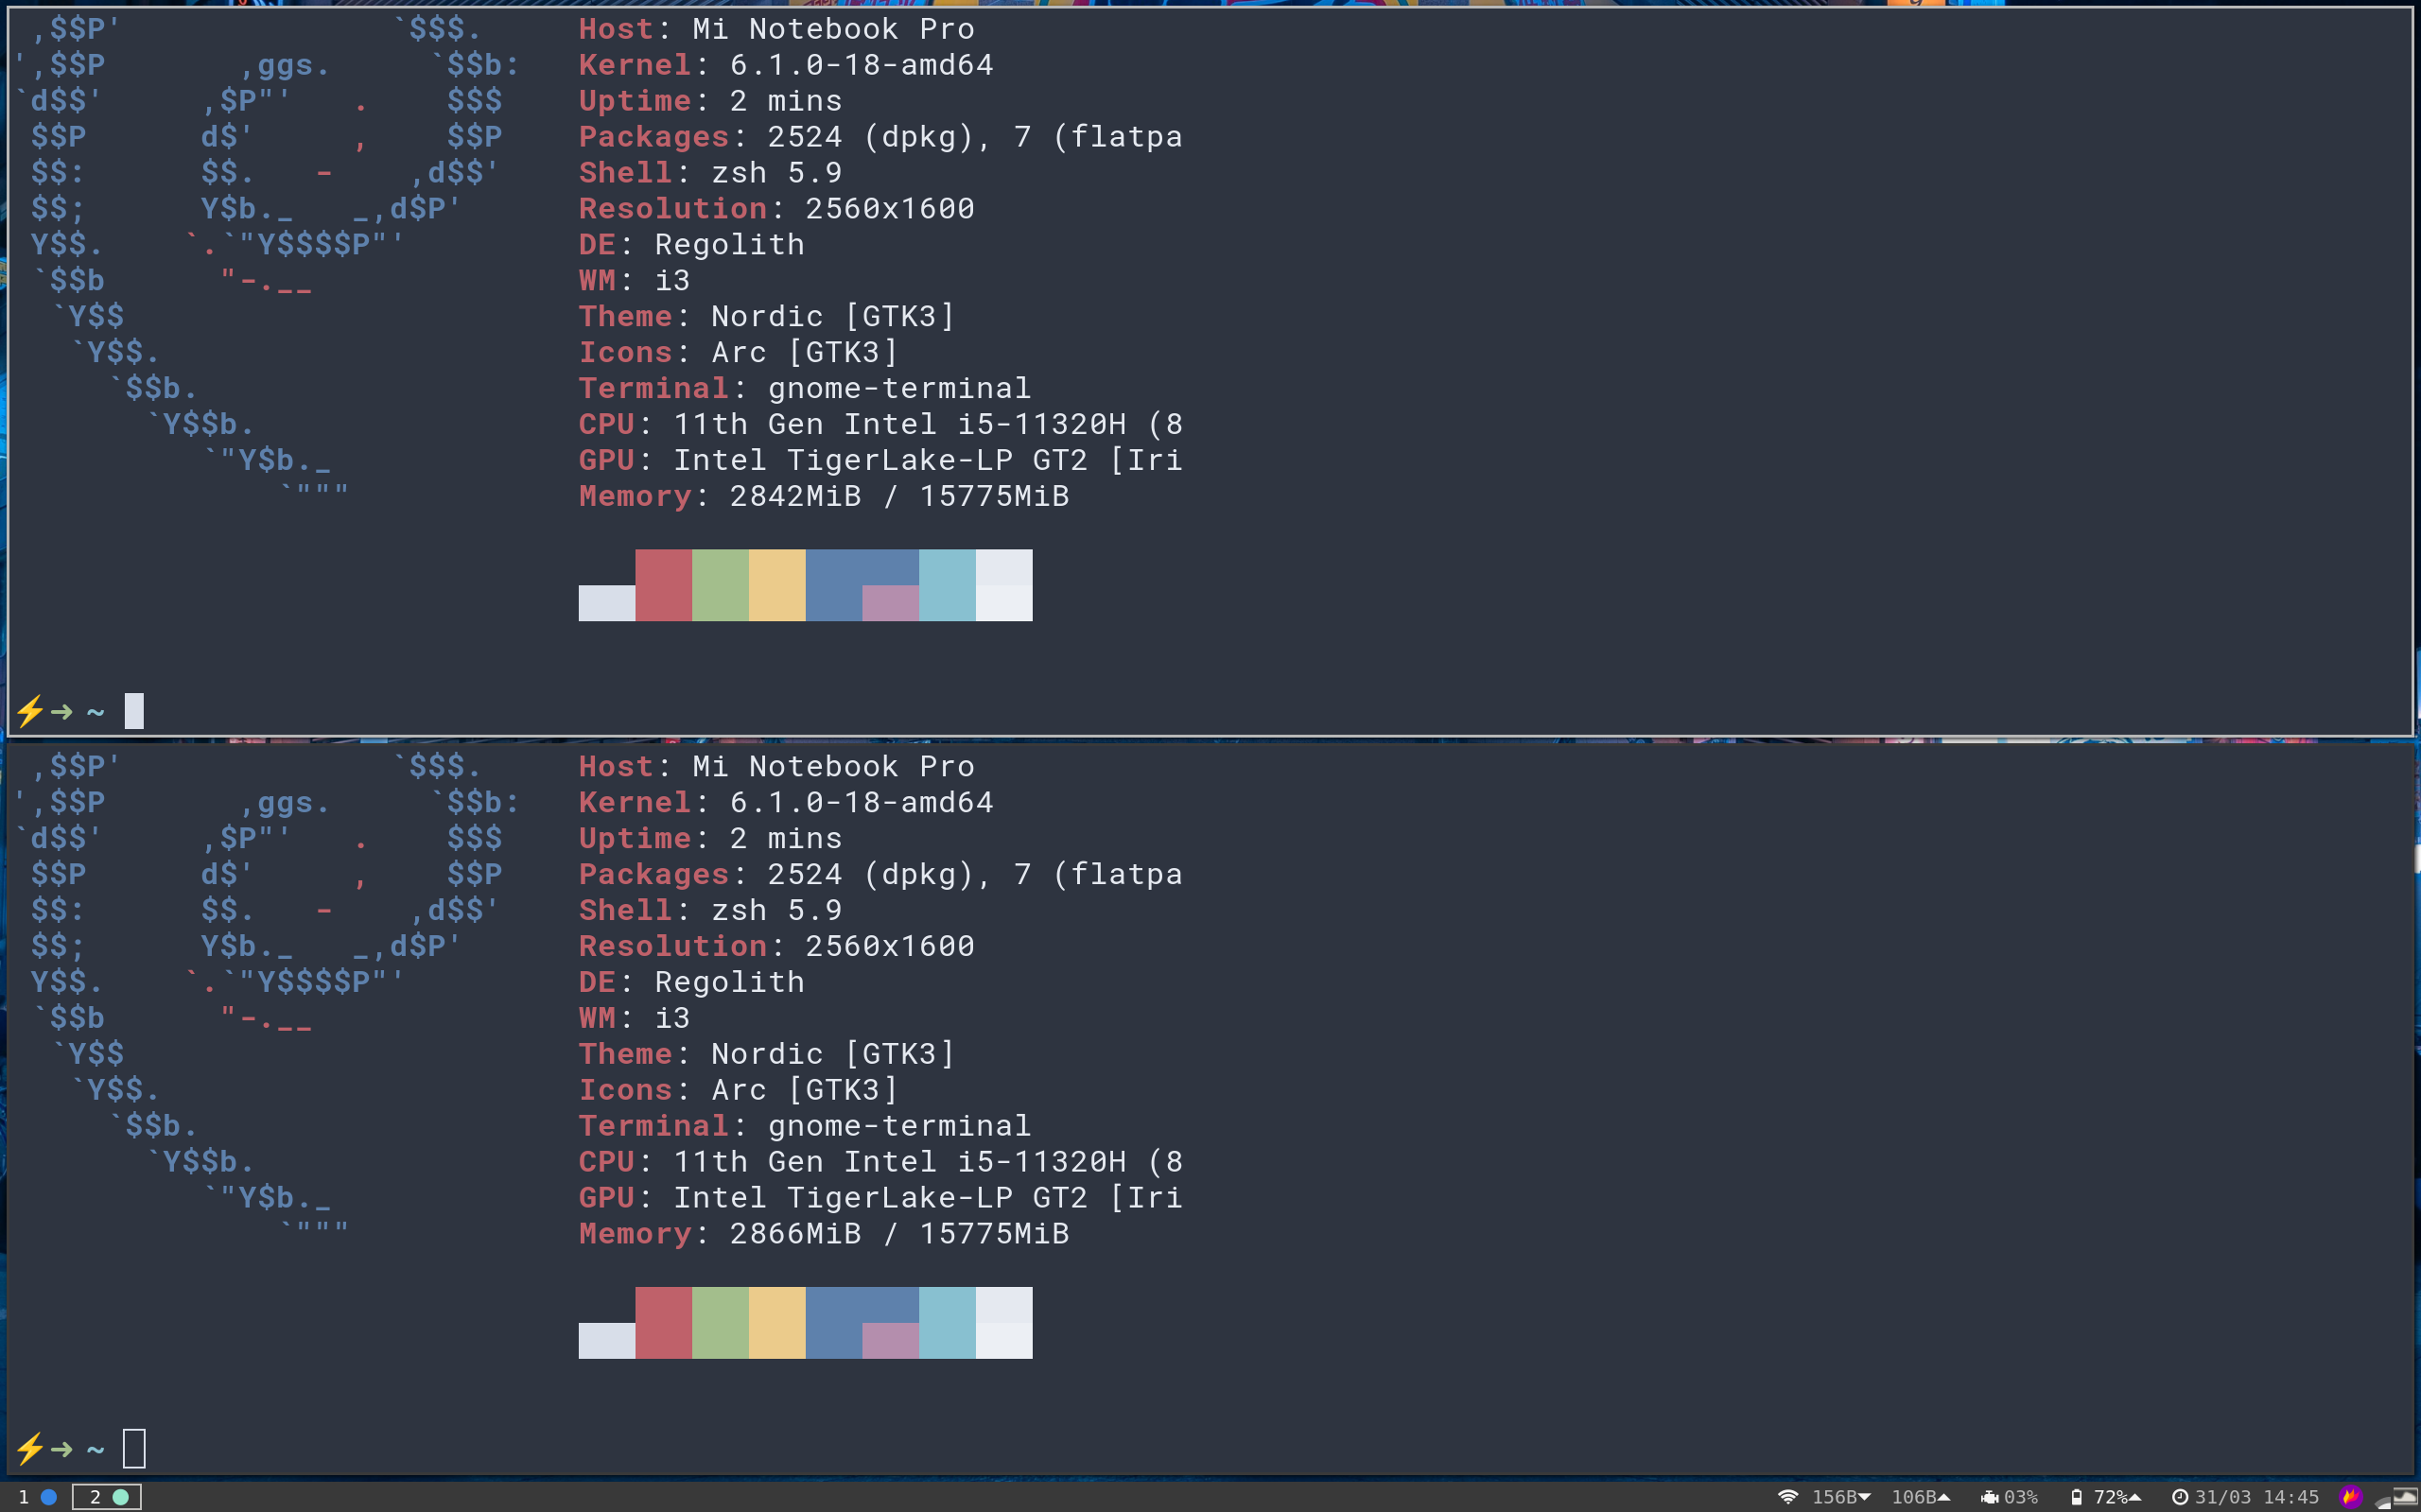 ,$$P'                    `$$$.     Host: Mi Notebook Pro
',$$P       ,ggs.     `$$b:   Kernel: 6.1.0-18-amd64
`d$$'     ,$P"'   .    $$$    Uptime: 2 mins
 $$P      d$'     ,    $$P    Packages: 2524 (dpkg), 7 (flatpa
 $$:      $$.   -    ,d$$'    Shell: zsh 5.9
 $$;      Y$b._   _,d$P'      Resolution: 2560x1600
 Y$$.    `.`"Y$$$$P"'         DE: Regolith
 `$$b      "-.__              WM: i3
  `Y$$                        Theme: Nordic [GTK3]
   `Y$$.                      Icons: Arc [GTK3]
     `$$b.                    Terminal: gnome-terminal
       `Y$$b.                 CPU: 11th Gen Intel i5-11320H (8
          `"Y$b._             GPU: Intel TigerLake-LP GT2 [Iri
              `"""            Memory: 2842MiB / 15775MiB
⚡➜ ~
 ,$$P'               `$$$.    Host: Mi Notebook Pro
',$$P       ,ggs.     `$$b:   Kernel: 6.1.0-18-amd64
`d$$'     ,$P"'   .    $$$    Uptime: 2 mins
 $$P      d$'     ,    $$P    Packages: 2524 (dpkg), 7 (flatpa
 $$:      $$.   -    ,d$$'    Shell: zsh 5.9
 $$;      Y$b._   _,d$P'      Resolution: 2560x1600
 Y$$.    `.`"Y$$$$P"'         DE: Regolith
 `$$b      "-.__              WM: i3
  `Y$$                        Theme: Nordic [GTK3]
   `Y$$.                      Icons: Arc [GTK3]
     `$$b.                    Terminal: gnome-terminal
       `Y$$b.                 CPU: 11th Gen Intel i5-11320H (8
          `"Y$b._             GPU: Intel TigerLake-LP GT2 [Iri
              `"""            Memory: 2866MiB / 15775MiB
⚡➜ ~
1 2 156B 106B 03% 72% 31/03 14:45